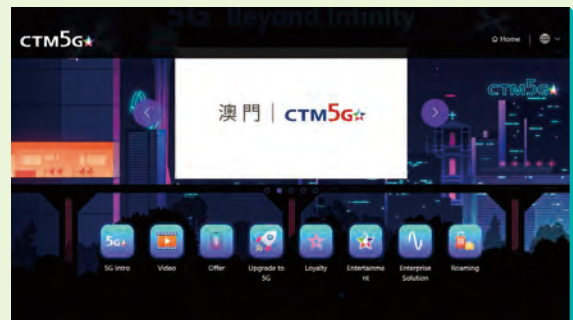 5G Beyond Infinity
CTM5G★
Home
CTM5G★
澳門 | CTM5G☆
5G★
5G Intro
Video
Offer
Upgrade to
5G
Loyalty
Entertainme
nt
Enterprise
Solution
Roaming